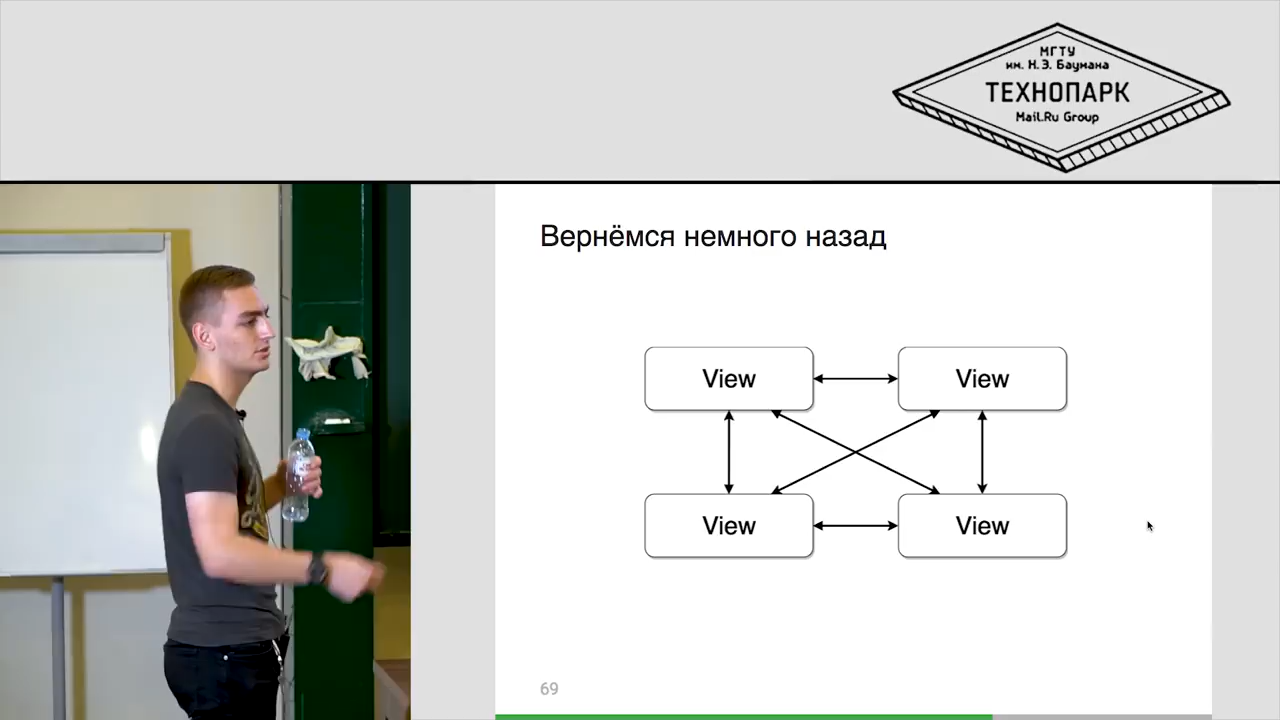 МГТУ
им. Н.Э. Баумана
ТЕХНОПАРК
Mail.Ru Group
Вернёмся немного назад
View
View
View
View
69